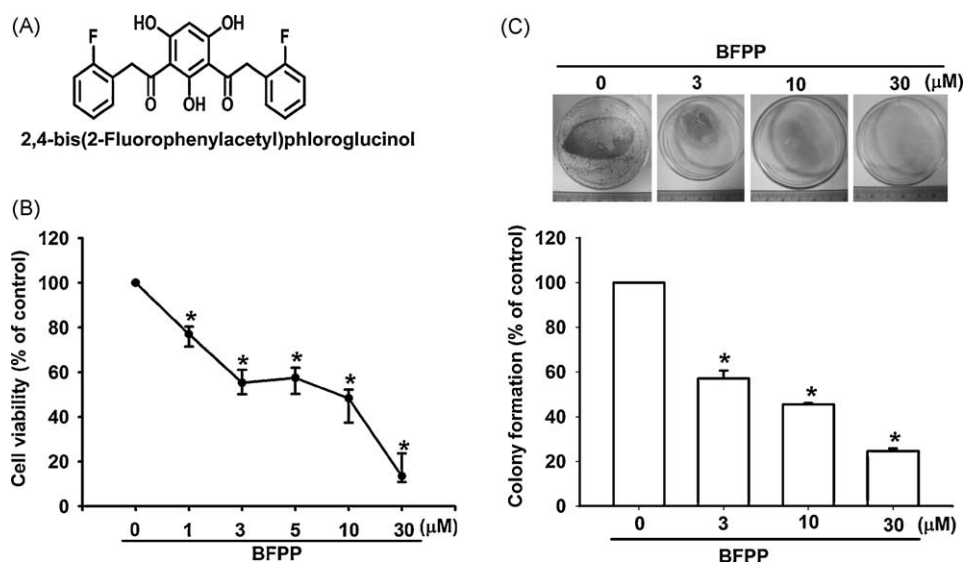 (A)
HO
OH
F
F
O
OH
O
2,4-bis(2-Fluorophenylacetyl)phloroglucinol
(B)
Cell viability (% of control)
120
100
80
60
40
20
0
*
*
*
*
*
0 1 3 5 10 30 (μM)
BFPP
(C)
BFPP
0 3 10 30 (μM)
Colony formation (% of control)
120
100
80
60
40
20
0
*
*
*
0 3 10 30 (μM)
BFPP